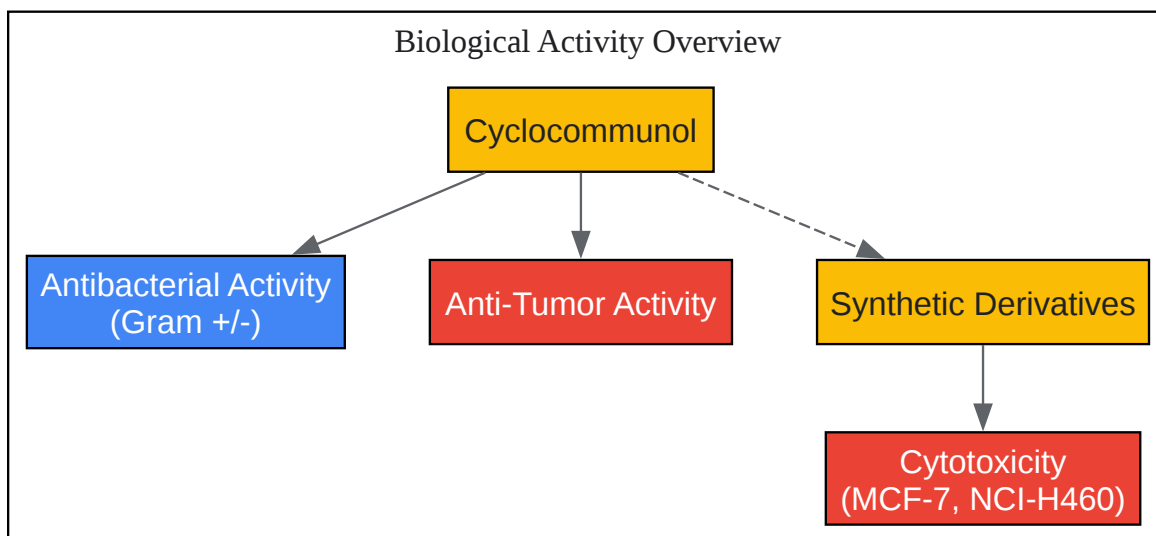 Biological Activity Overview
Cyclocommunol
Antibacterial Activity
(Gram +/-)
Anti-Tumor Activity
Synthetic Derivatives
Cytotoxicity
(MCF-7, NCI-H460)